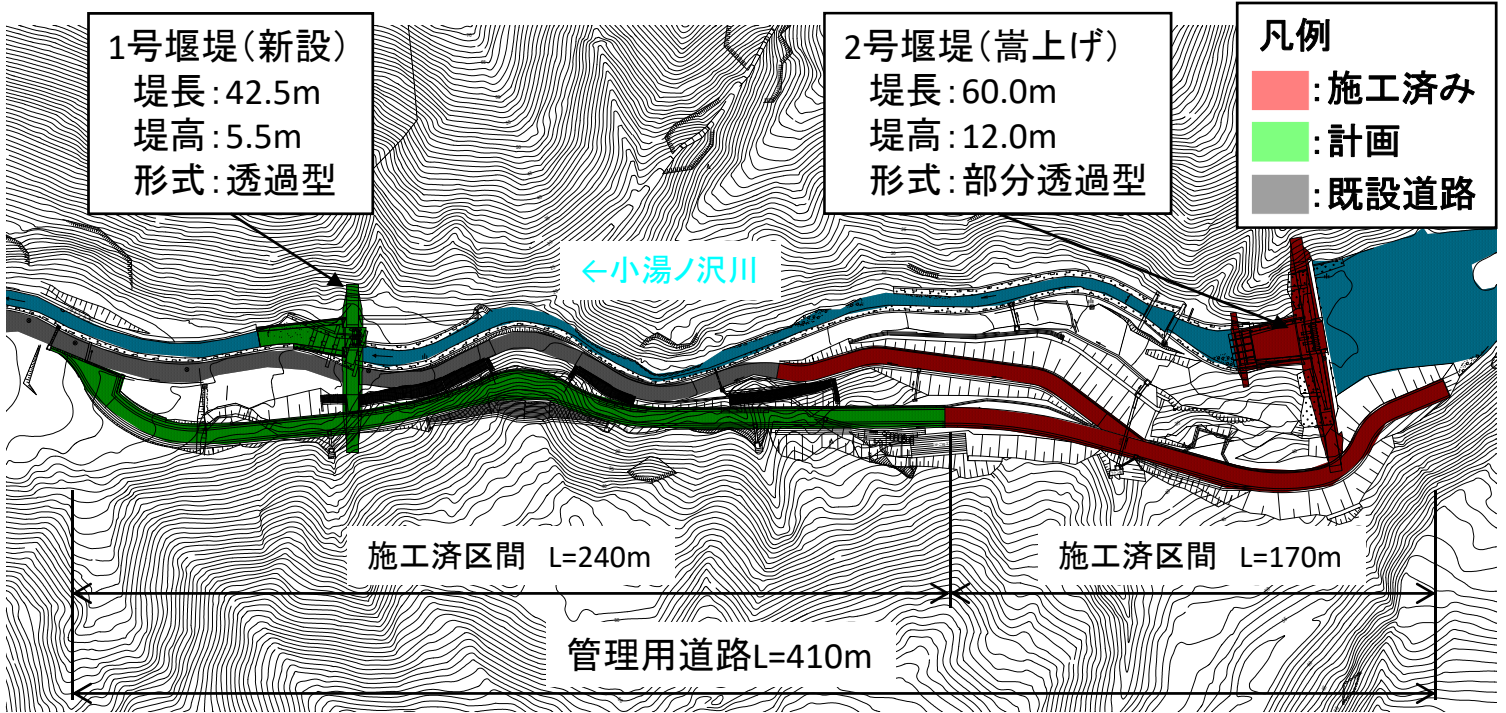 1号堰堤(新設)
堤長:42.5m
堤高:5.5m
形式:透過型
2号堰堤(嵩上げ)
堤長:60.0m
堤高:12.0m
形式:部分透過型
凡例
:施工済み
:計画
:既設道路
←小湯ノ沢川
施工済区間 L=240m
施工済区間 L=170m
管理用道路L=410m